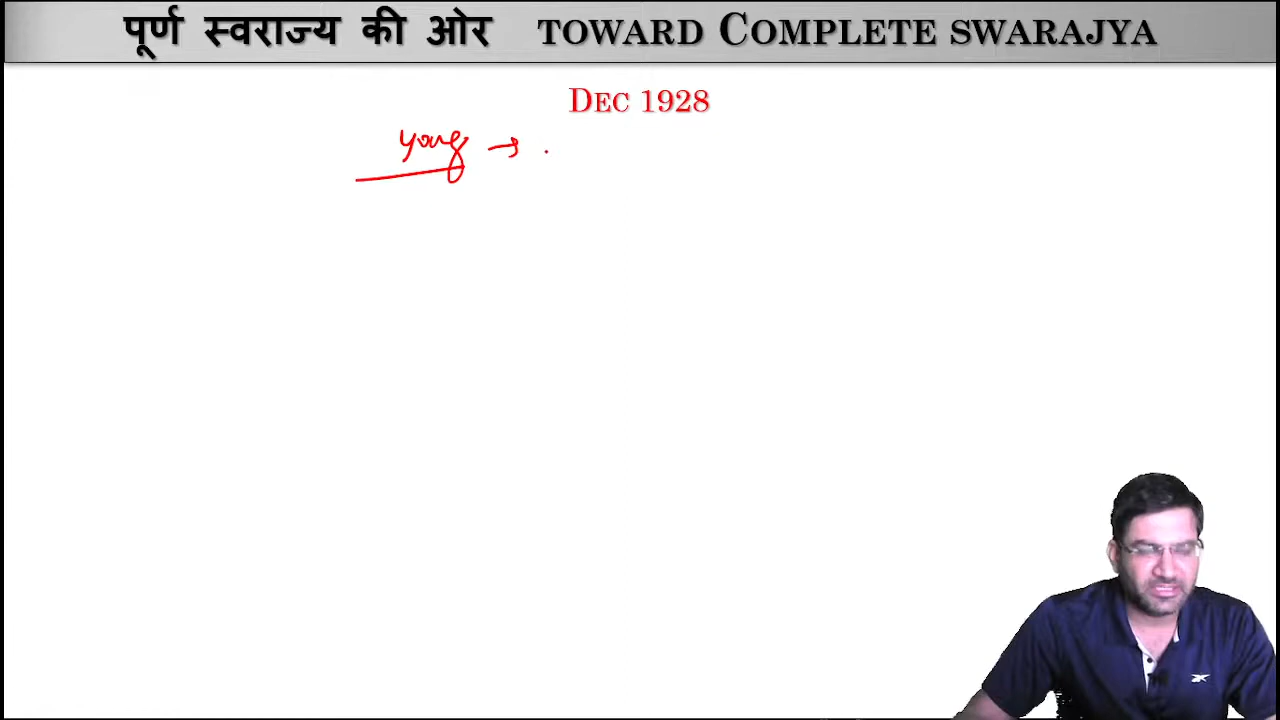 पूर्ण स्वराज्य की ओर TOWARD COMPLETE SWARAJYA
DEC 1928
young →